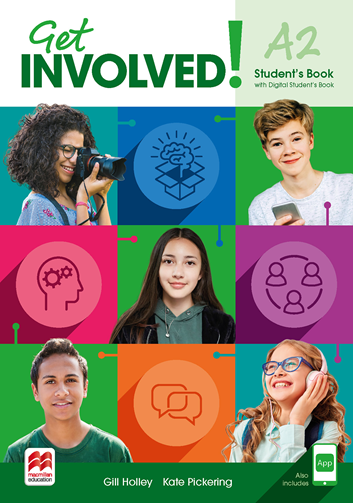 Get
INVOLVED!
A2
Student's Book
with Digital Student's Book
macmillan
education
Gill Holley Kate Pickering
Also
includes
App